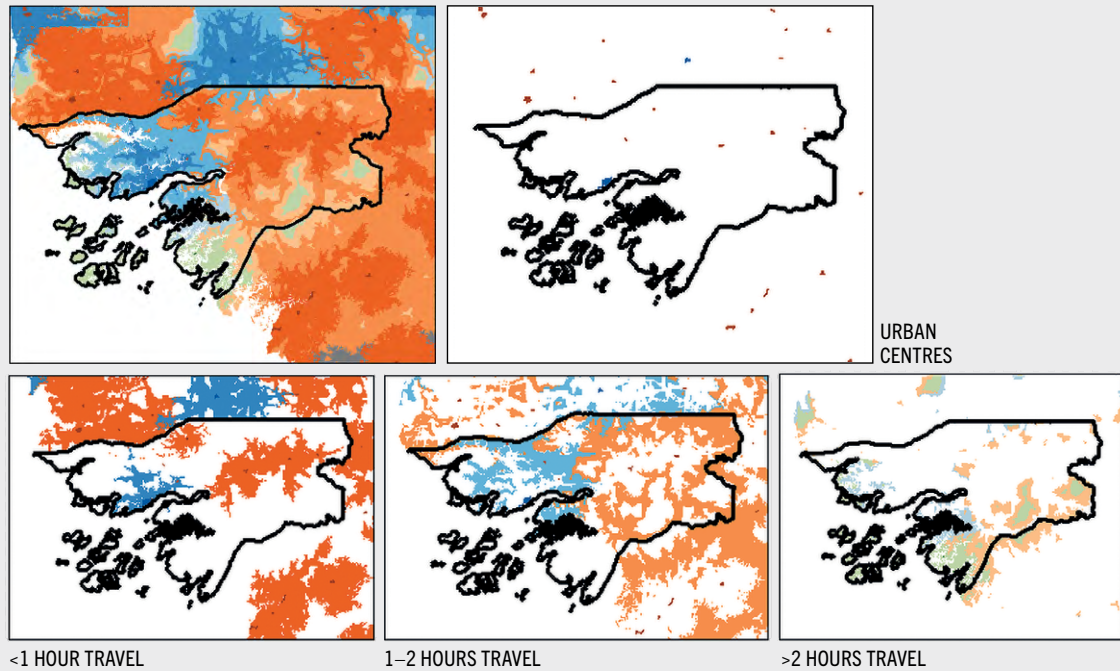 URBAN
CENTRES
<1 HOUR TRAVEL
1–2 HOURS TRAVEL
>2 HOURS TRAVEL